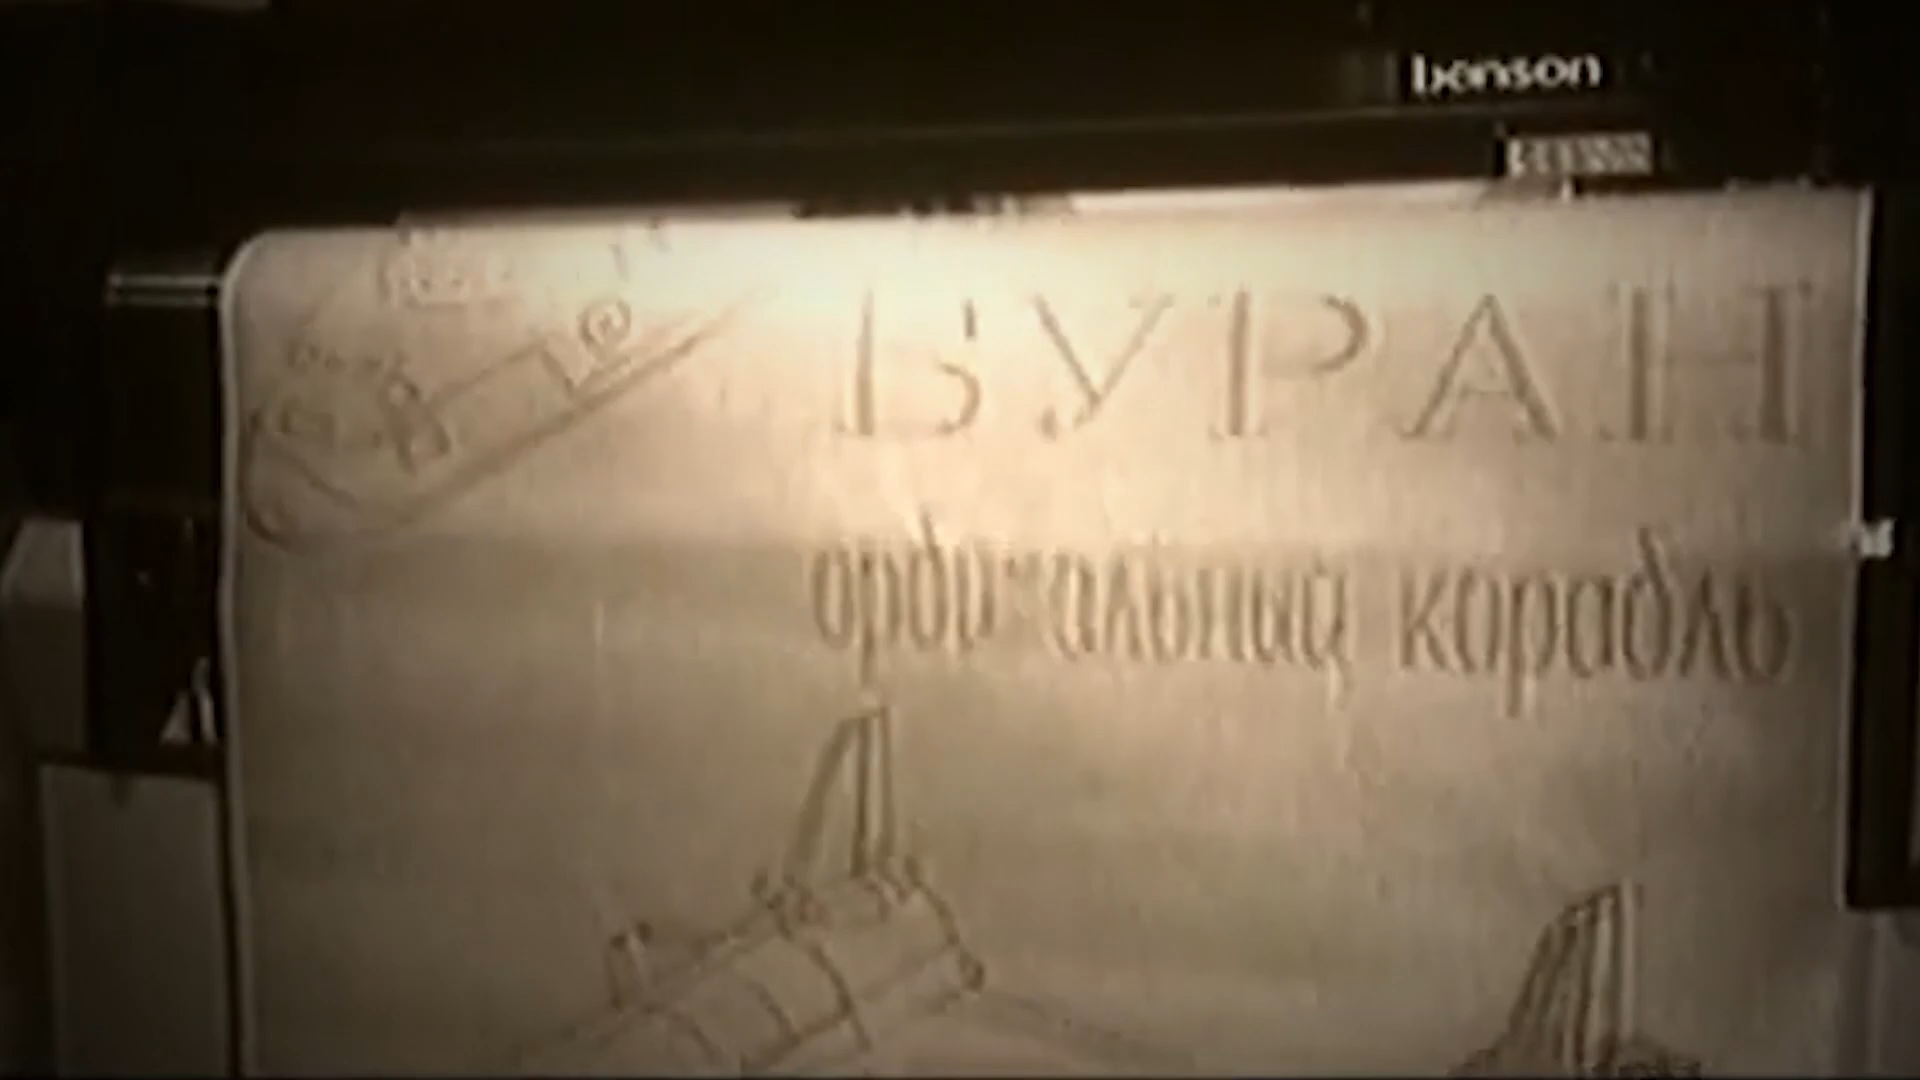 benson
БУРАН
орбитальный корабль